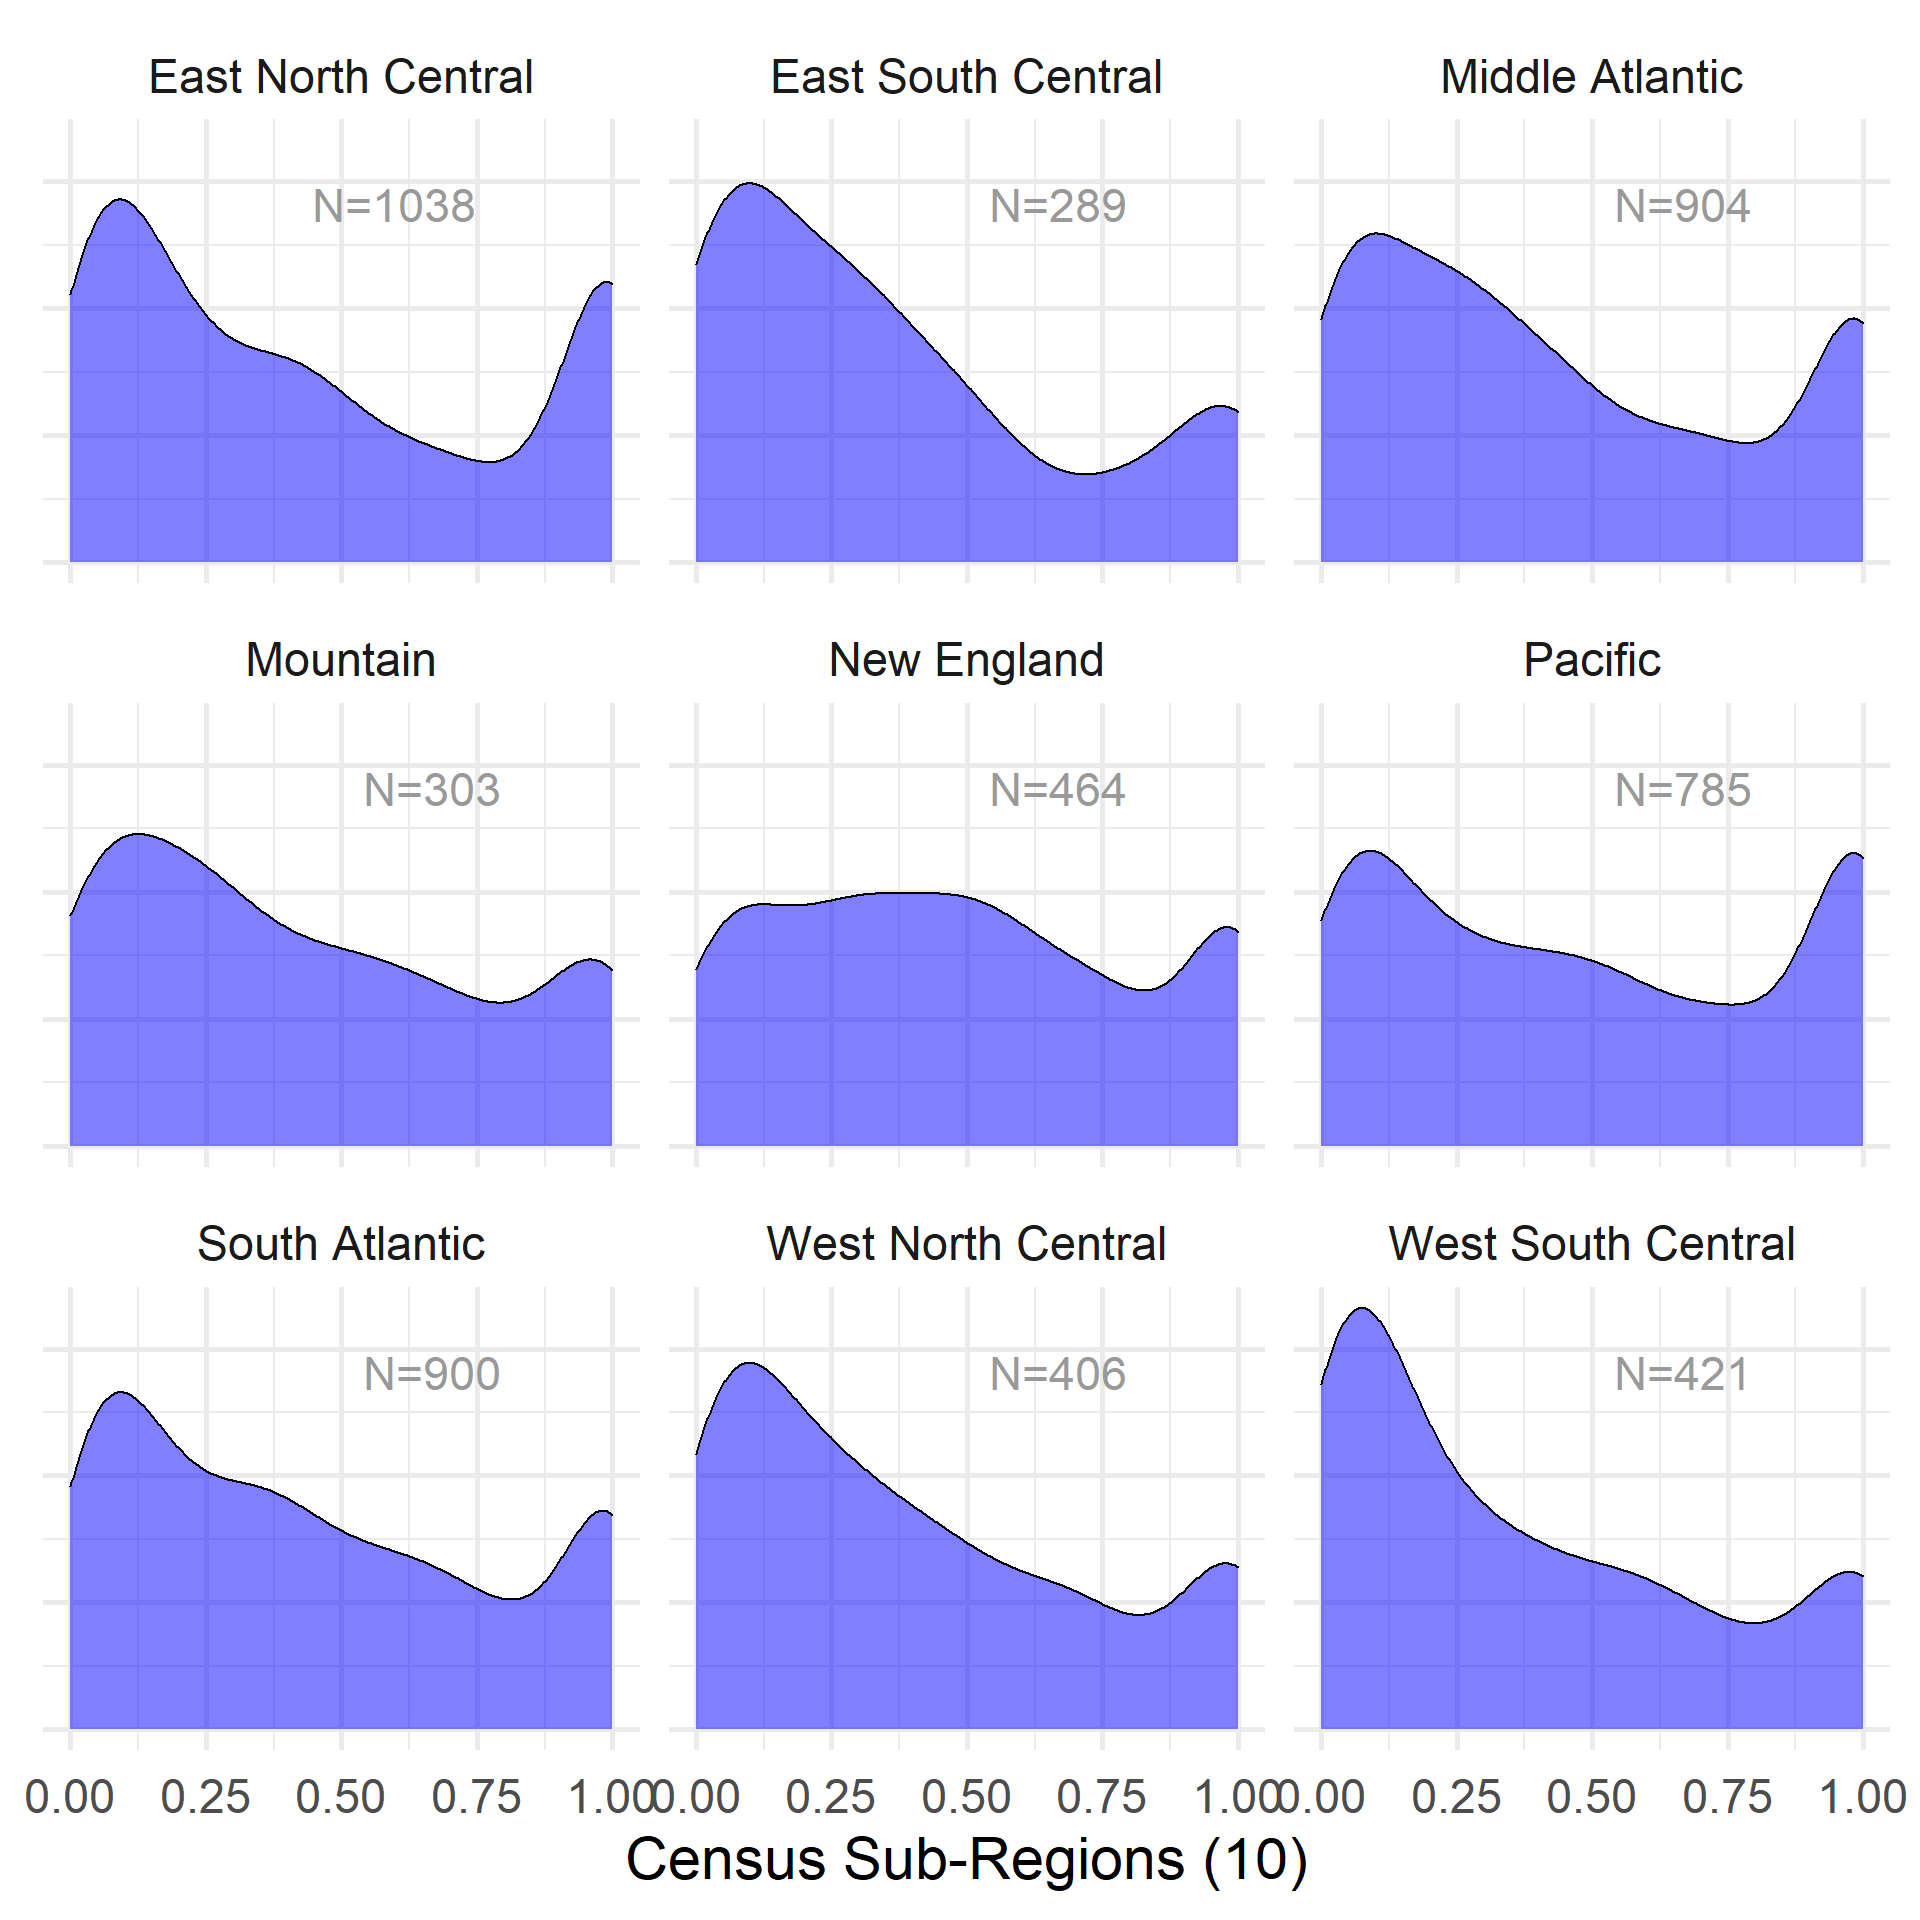 East North Central East South Central Middle Atlantic
N=1038 N=289 N=904
Mountain New England Pacific
N=303 N=464 N=785
South Atlantic West North Central West South Central
N=900 N=406 N=421
0.00 0.25 0.50 0.75 1.00 0.00 0.25 0.50 0.75 1.00 0.00 0.25 0.50 0.75 1.00
Census Sub-Regions (10)